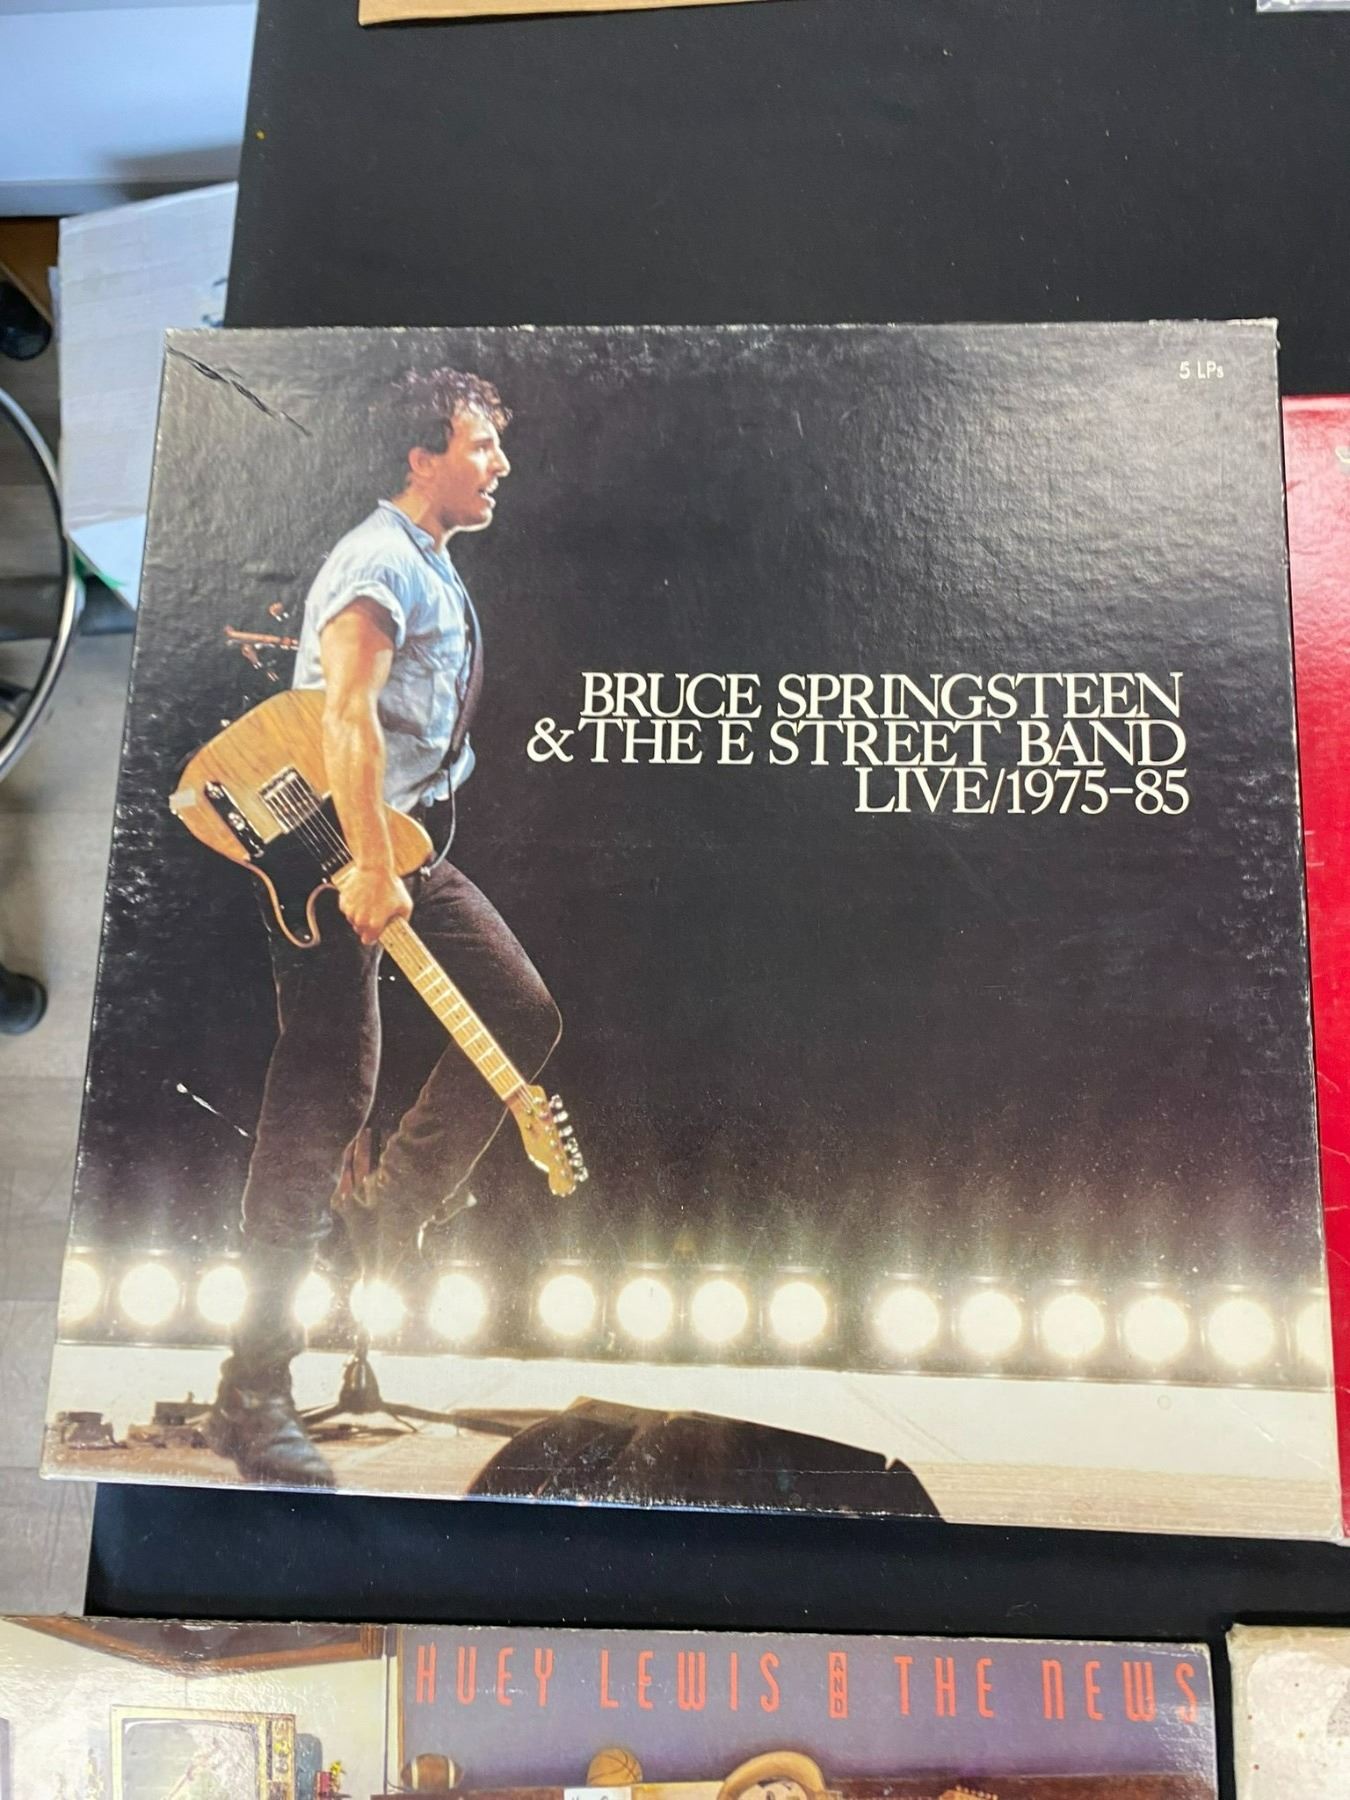 5 LPs
BRUCE SPRINGSTEEN
& THE E STREET BAND
LIVE/1975-85
HUEY LEWIS AND THE NEWS